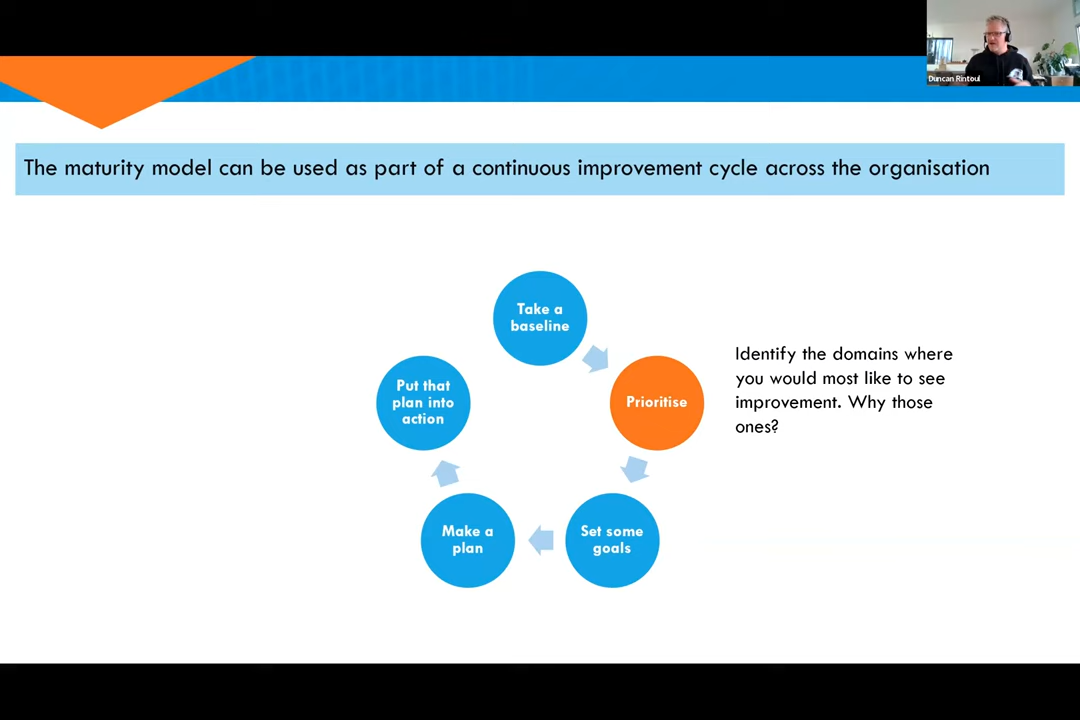 Duncan Rintoul
The maturity model can be used as part of a continuous improvement cycle across the organisation
Take a
baseline
Prioritise
Identify the domains where
you would most like to see
improvement. Why those
ones?
Set some
goals
Make a
plan
Put that
plan into
action